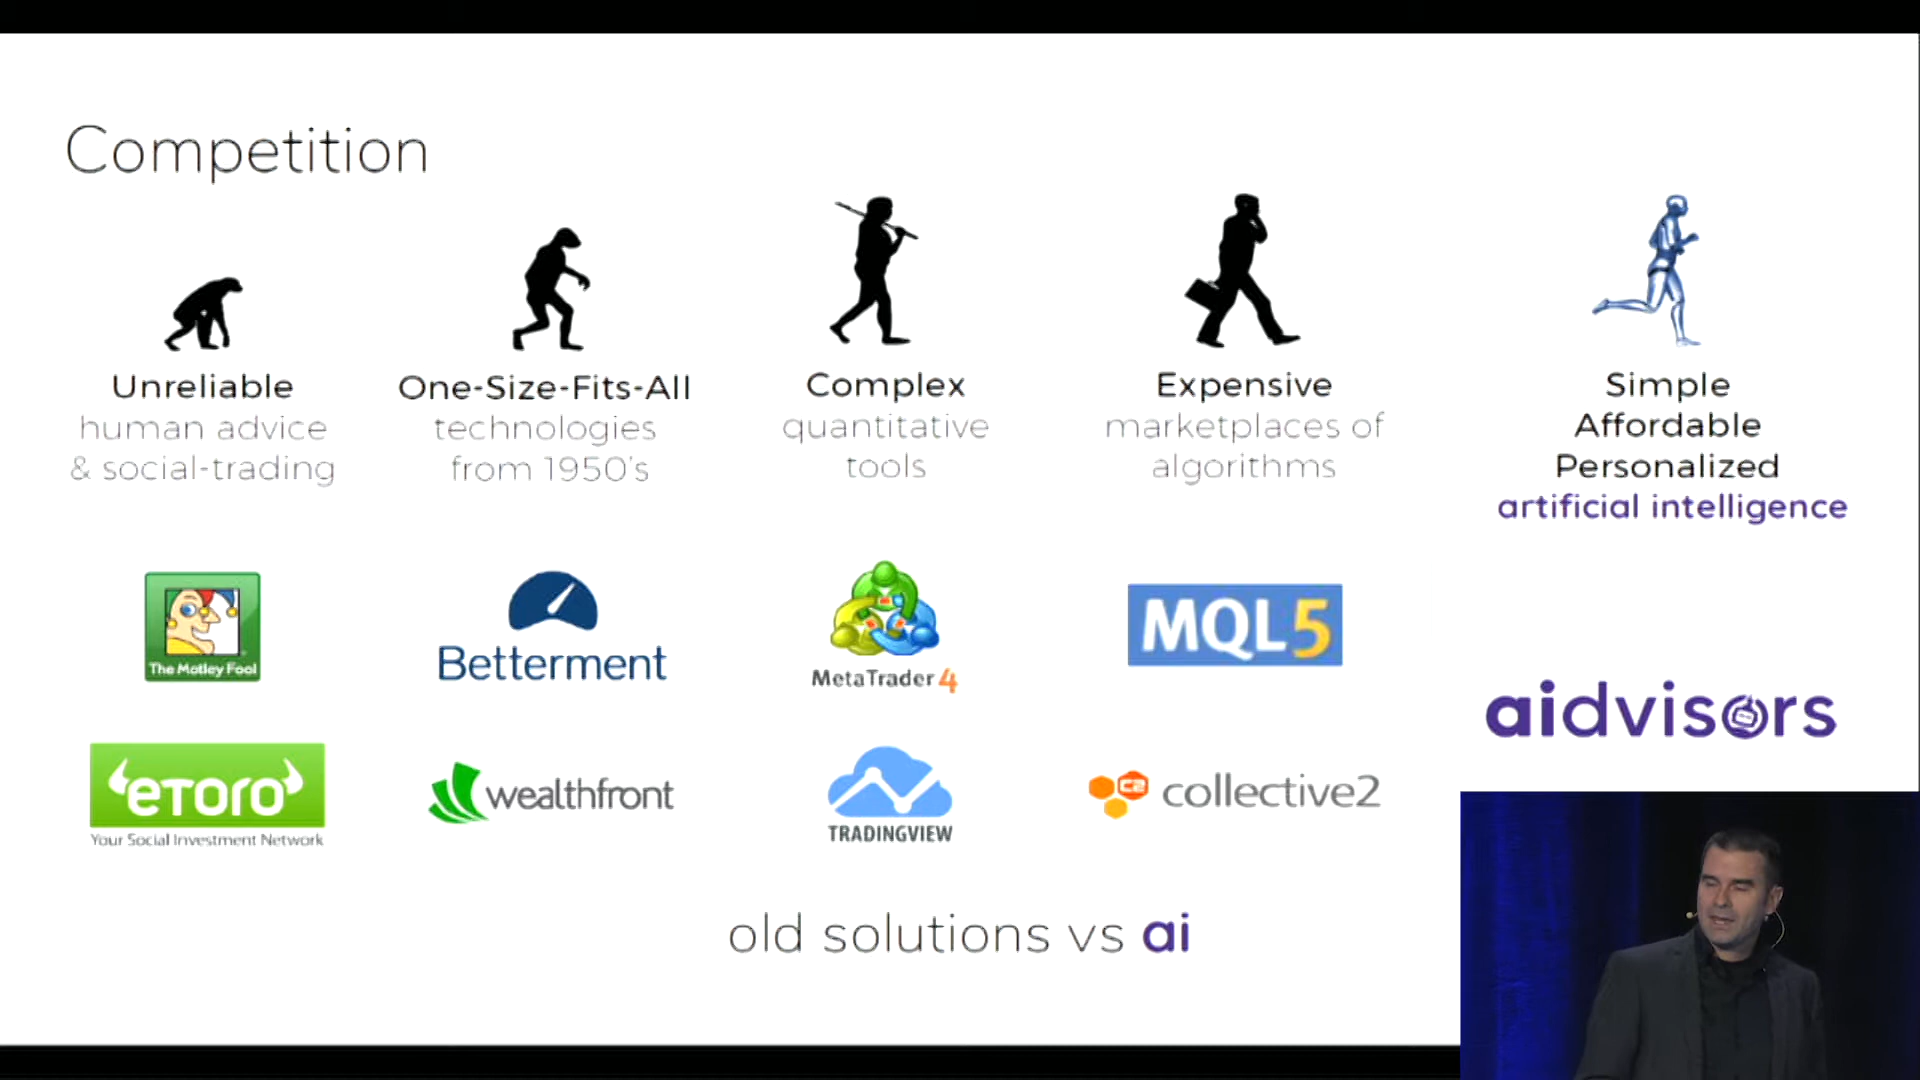 Competition
Unreliable
human advice
& social-trading
One-Size-Fits-All
technologies
from 1950's
Complex
quantitative
tools
Expensive
marketplaces of
algorithms
Simple
Affordable
Personalized
artificial intelligence
The Motley Fool
Betterment
MetaTrader 4
MQL5
aidvisors
eTORO
Your Social Investment Network
wealthfront
TRADINGVIEW
C2 collective2
old solutions vs ai